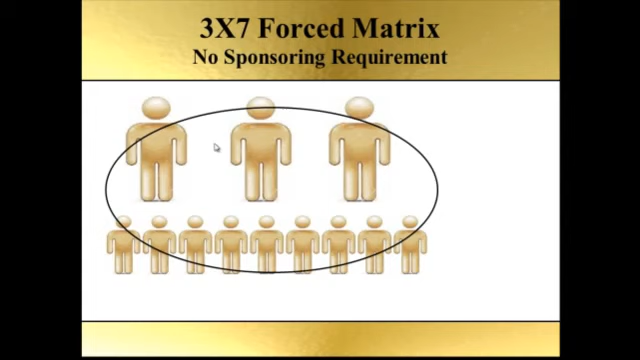 3X7 Forced Matrix
No Sponsoring Requirement